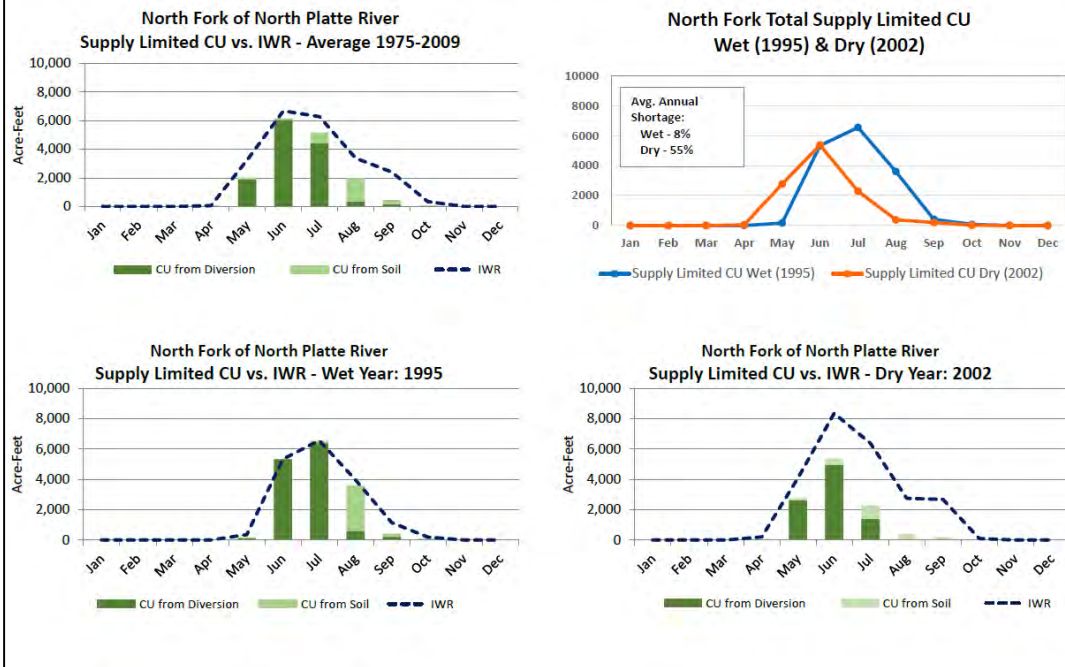 North Fork of North Platte River
Supply Limited CU vs. IWR - Average 1975-2009
10,000
8,000
6,000
4,000
2,000
0
Acre-Feet
Jan
Feb
Mar
Apr
May
Jun
Jul
Aug
Sep
Oct
Nov
Dec
CU from Diversion CU from Soil IWR
North Fork Total Supply Limited CU
Wet (1995) & Dry (2002)
10000
8000
6000
4000
2000
0
Avg. Annual
Shortage:
Wet - 8%
Dry - 55%
Jan Feb Mar Apr May Jun Jul Aug Sep Oct Nov Dec
Supply Limited CU Wet (1995) Supply Limited CU Dry (2002)
North Fork of North Platte River
Supply Limited CU vs. IWR - Wet Year: 1995
10,000
8,000
6,000
4,000
2,000
0
Acre-Feet
Jan
Feb
Mar
Apr
May
Jun
Jul
Aug
Sep
Oct
Nov
Dec
CU from Diversion CU from Soil IWR
North Fork of North Platte River
Supply Limited CU vs. IWR - Dry Year: 2002
10,000
8,000
6,000
4,000
2,000
0
Acre-Feet
Jan
Feb
Mar
Apr
May
Jun
Jul
Aug
Sep
Oct
Nov
Dec
CU from Diversion CU from Soil IWR